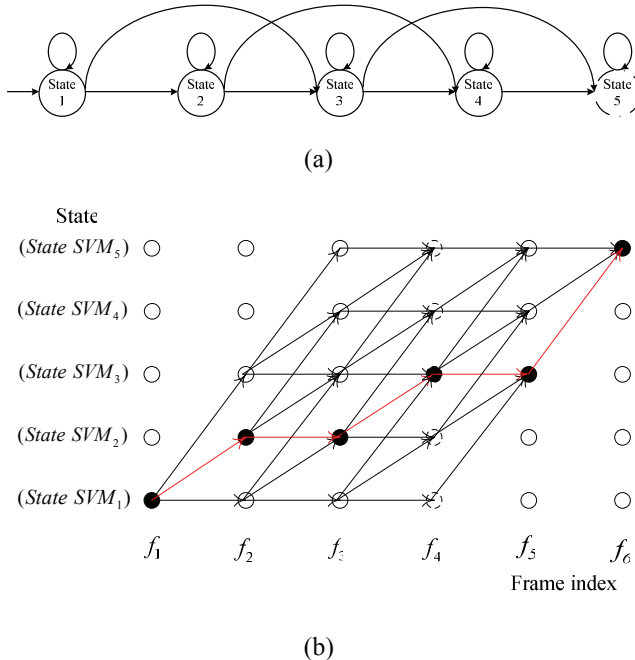 State 1
State 2
State 3
State 4
State 5
(a)
State
(State SVM₅)
(State SVM₄)
(State SVM₃)
(State SVM₂)
(State SVM₁)
f₁ f₂ f₃ f₄ f₅ f₆
Frame index
(b)